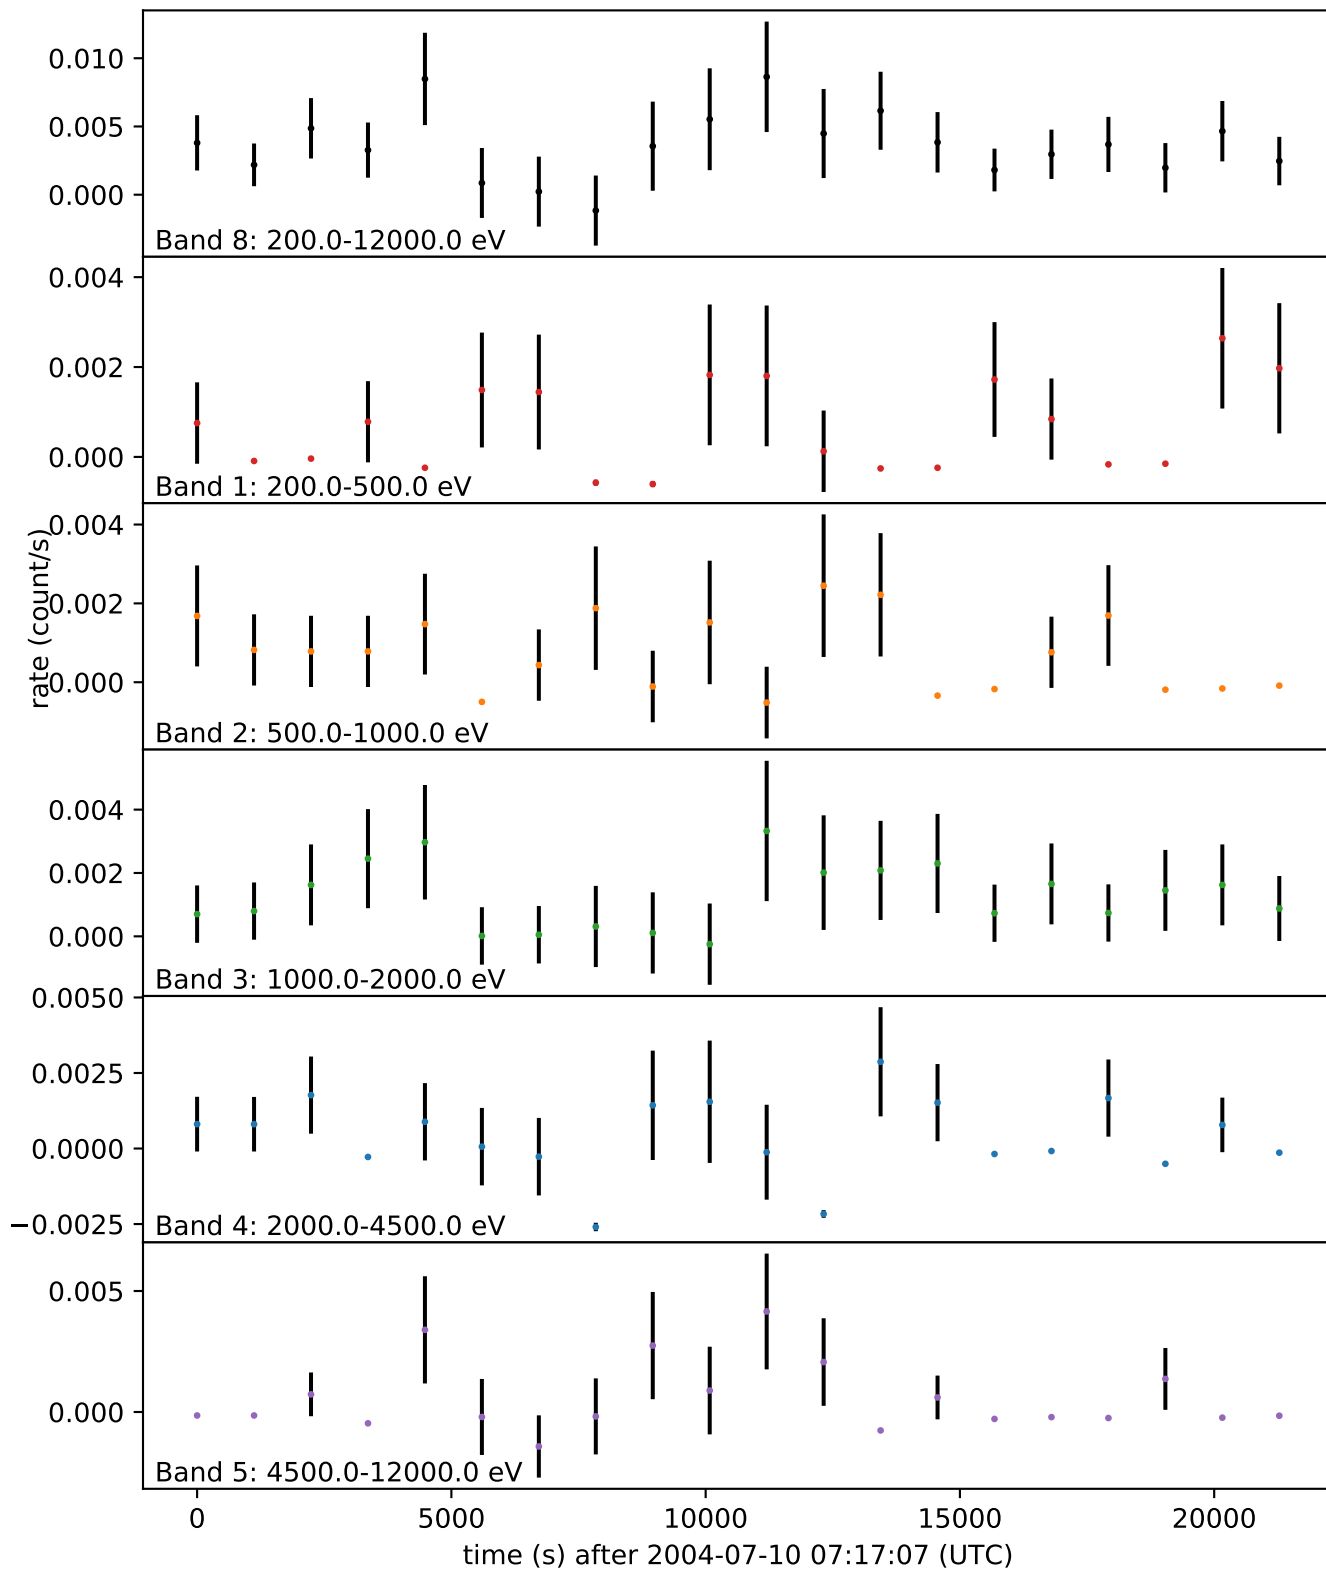 0.010
0.005
0.000
Band 8: 200.0-12000.0 eV
0.004
0.002
0.000
Band 1: 200.0-500.0 eV
rate (count/s)
0.004
0.002
0.000
Band 2: 500.0-1000.0 eV
0.004
0.002
0.000
Band 3: 1000.0-2000.0 eV
0.0050
0.0025
0.0000
−0.0025
Band 4: 2000.0-4500.0 eV
0.005
0.000
Band 5: 4500.0-12000.0 eV
0 5000 10000 15000 20000
time (s) after 2004-07-10 07:17:07 (UTC)